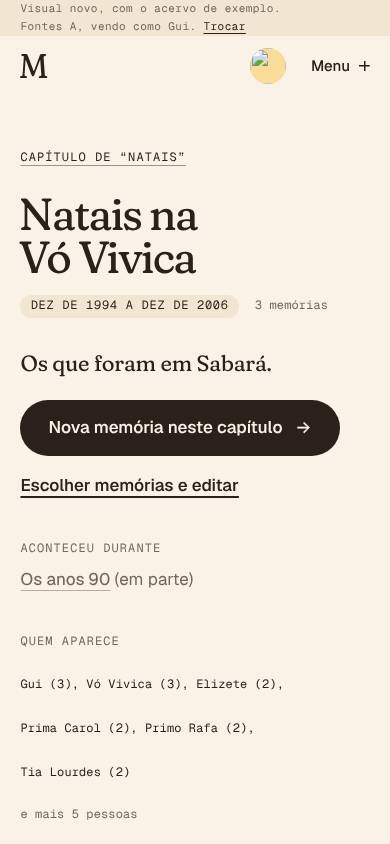 Visual novo, com o acervo de exemplo.
Fontes A, vendo como Gui. Trocar
M
Menu +
CAPÍTULO DE “NATAIS”
Natais na
Vó Vivica
DEZ DE 1994 A DEZ DE 2006 3 memórias
Os que foram em Sabará.
Nova memória neste capítulo →
Escolher memórias e editar
ACONTECEU DURANTE
Os anos 90 (em parte)
QUEM APARECE
Gui (3), Vó Vivica (3), Elizete (2),
Prima Carol (2), Primo Rafa (2),
Tia Lourdes (2)
e mais 5 pessoas